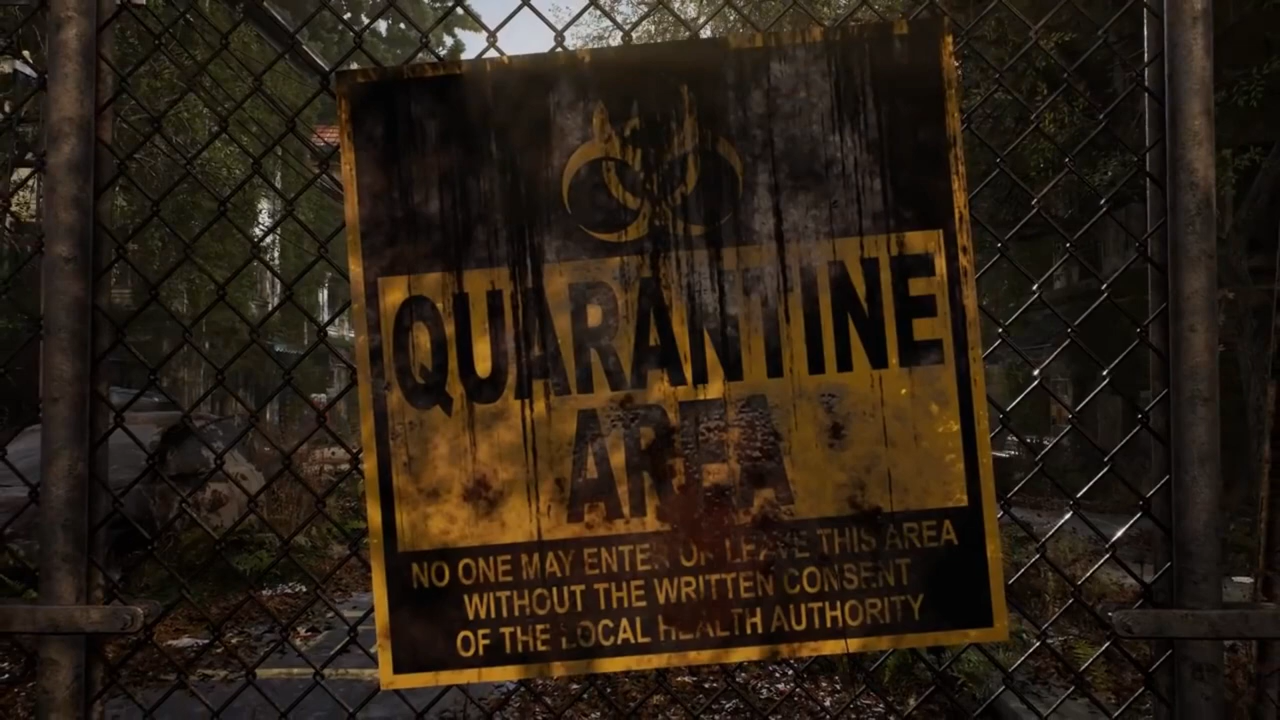 QUARANTINE
AREA
NO ONE MAY ENTER OR LEAVE THIS AREA
WITHOUT THE WRITTEN CONSENT
OF THE LOCAL HEALTH AUTHORITY